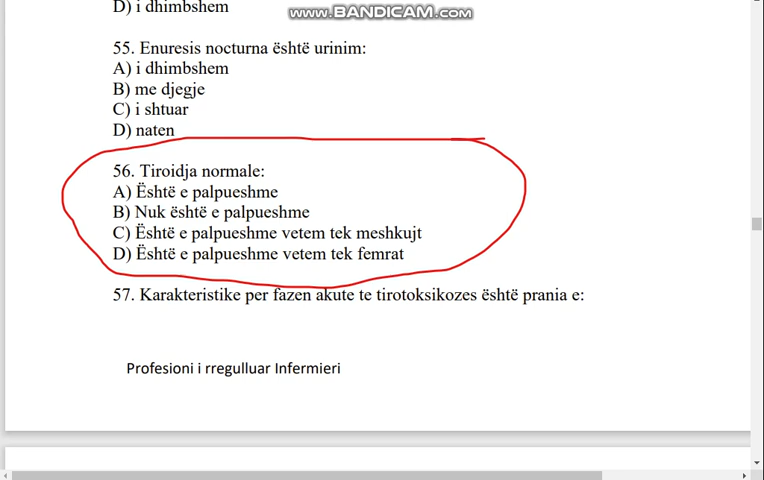 D) i dhimbshem
www.BANDICAM.com
55. Enuresis nocturna është urinim:
A) i dhimbshem
B) me djegje
C) i shtuar
D) naten
56. Tiroidja normale:
A) Është e palpueshme
B) Nuk është e palpueshme
C) Është e palpueshme vetem tek meshkujt
D) Është e palpueshme vetem tek femrat
57. Karakteristike per fazen akute te tirotoksikozes është prania e:
Profesioni i rregulluar Infermieri